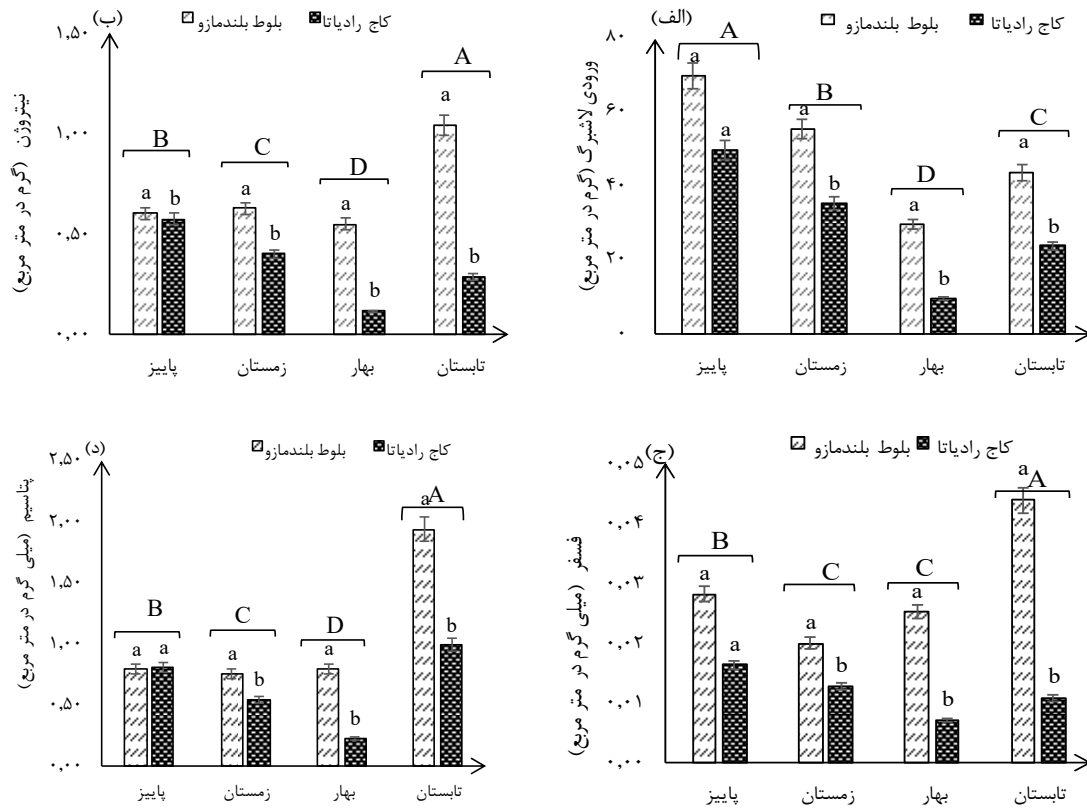 (الف)
بلوط بلندمازو کاج رادیاتا
ورودی لاشبرگ (گرم در متر مربع)
۸۰
۶۰
۴۰
۲۰
۰
A
B
D
C
a a
a b
a b
a b
پاییز زمستان بهار تابستان
(ب)
بلوط بلندمازو کاج رادیاتا
نیتروژن (گرم در متر مربع)
۱,۵۰
۱,۰۰
۰,۵۰
۰,۰۰
B
C
D
A
a b
a b
a b
a b
پاییز زمستان بهار تابستان
(ج)
بلوط بلندمازو کاج رادیاتا
فسفر (میلی گرم در متر مربع)
۰,۰۵
۰,۰۴
۰,۰۳
۰,۰۲
۰,۰۱
۰,۰۰
B
C
C
A
a a
a b
a b
a b
پاییز زمستان بهار تابستان
(د)
بلوط بلندمازو کاج رادیاتا
پتاسیم (میلی گرم در متر مربع)
۲,۵۰
۲,۰۰
۱,۵۰
۱,۰۰
۰,۵۰
۰,۰۰
B
C
D
A
a a
a b
a b
a b
پاییز زمستان بهار تابستان